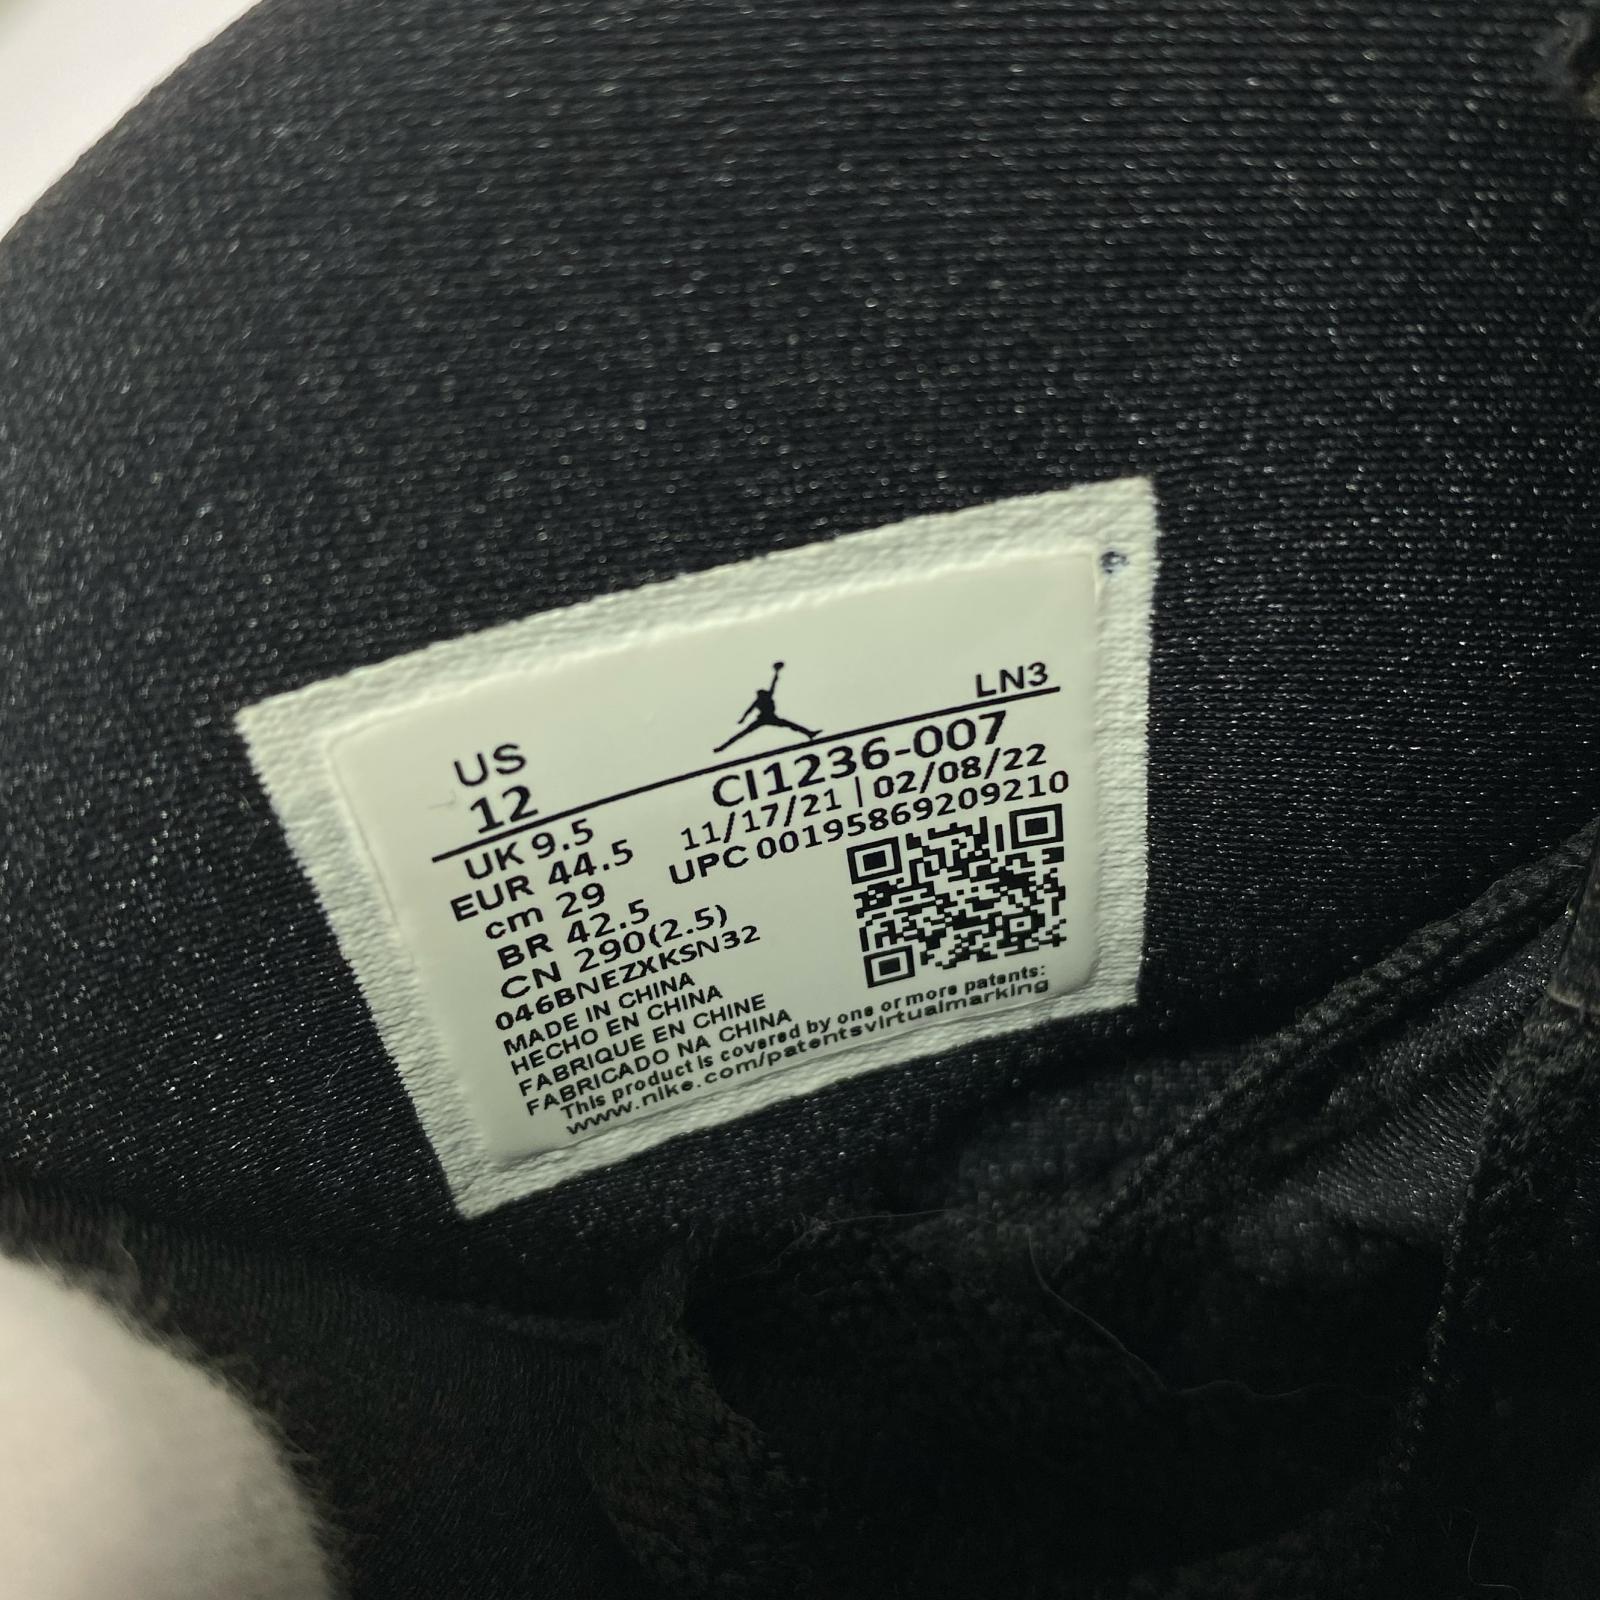 LN3
US
12
CI1236-007
11/17/21 | 02/08/22
UPC 00195869209210
UK 9.5
EUR 44.5
cm 29
BR 42.5
CN 290(2.5)
046BNEZXKSN32
MADE IN CHINA
HECHO EN CHINA
FABRIQUE EN CHINE
FABRICADO NA CHINA
This product is covered by one or more patents:
www.nike.com/patentsvirtualmarking